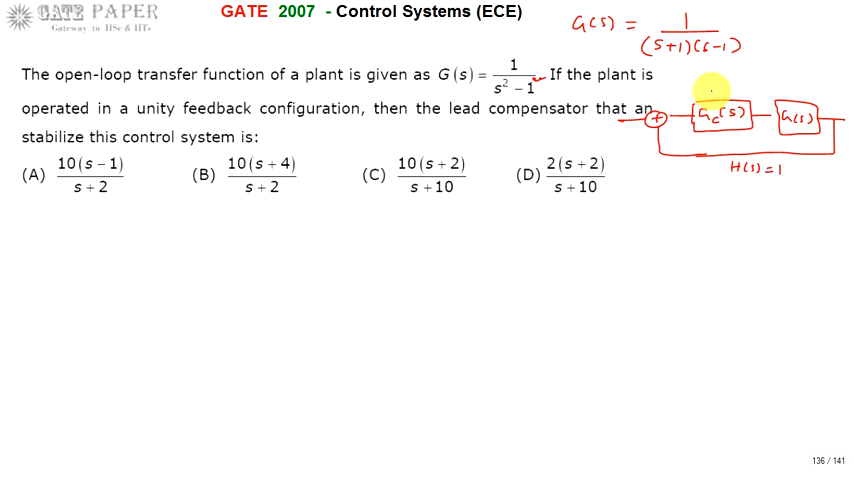 GATE PAPER
Gateway to IISc & IITs
GATE 2007 - Control Systems (ECE)
G(s) = 1 / (s+1)(s-1)
The open-loop transfer function of a plant is given as G(s) = 1 / s² − 1. If the plant is
operated in a unity feedback configuration, then the lead compensator that an
stabilize this control system is:
Gc(s) G(s)
H(s) = 1
(A) 10(s − 1) / s + 2 (B) 10(s + 4) / s + 2 (C) 10(s + 2) / s + 10 (D) 2(s + 2) / s + 10
136 / 141